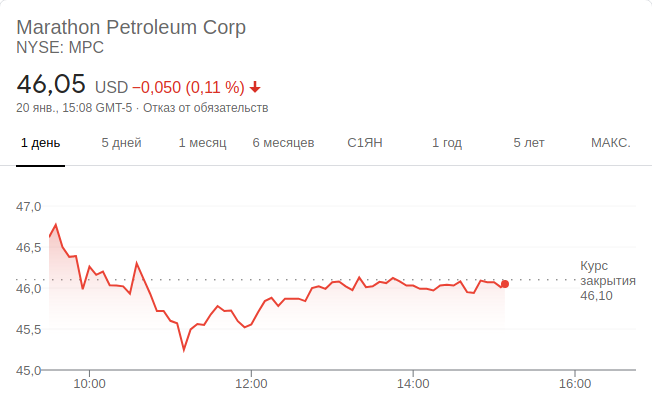 Marathon Petroleum Corp
NYSE: MPC
46,05 USD −0,050 (0,11 %)
20 янв., 15:08 GMT-5 · Отказ от обязательств
1 день 5 дней 1 месяц 6 месяцев С1ЯН 1 год 5 лет МАКС.
47,0
46,5
46,0
45,5
45,0
Курс
закрытия
46,10
10:00 12:00 14:00 16:00